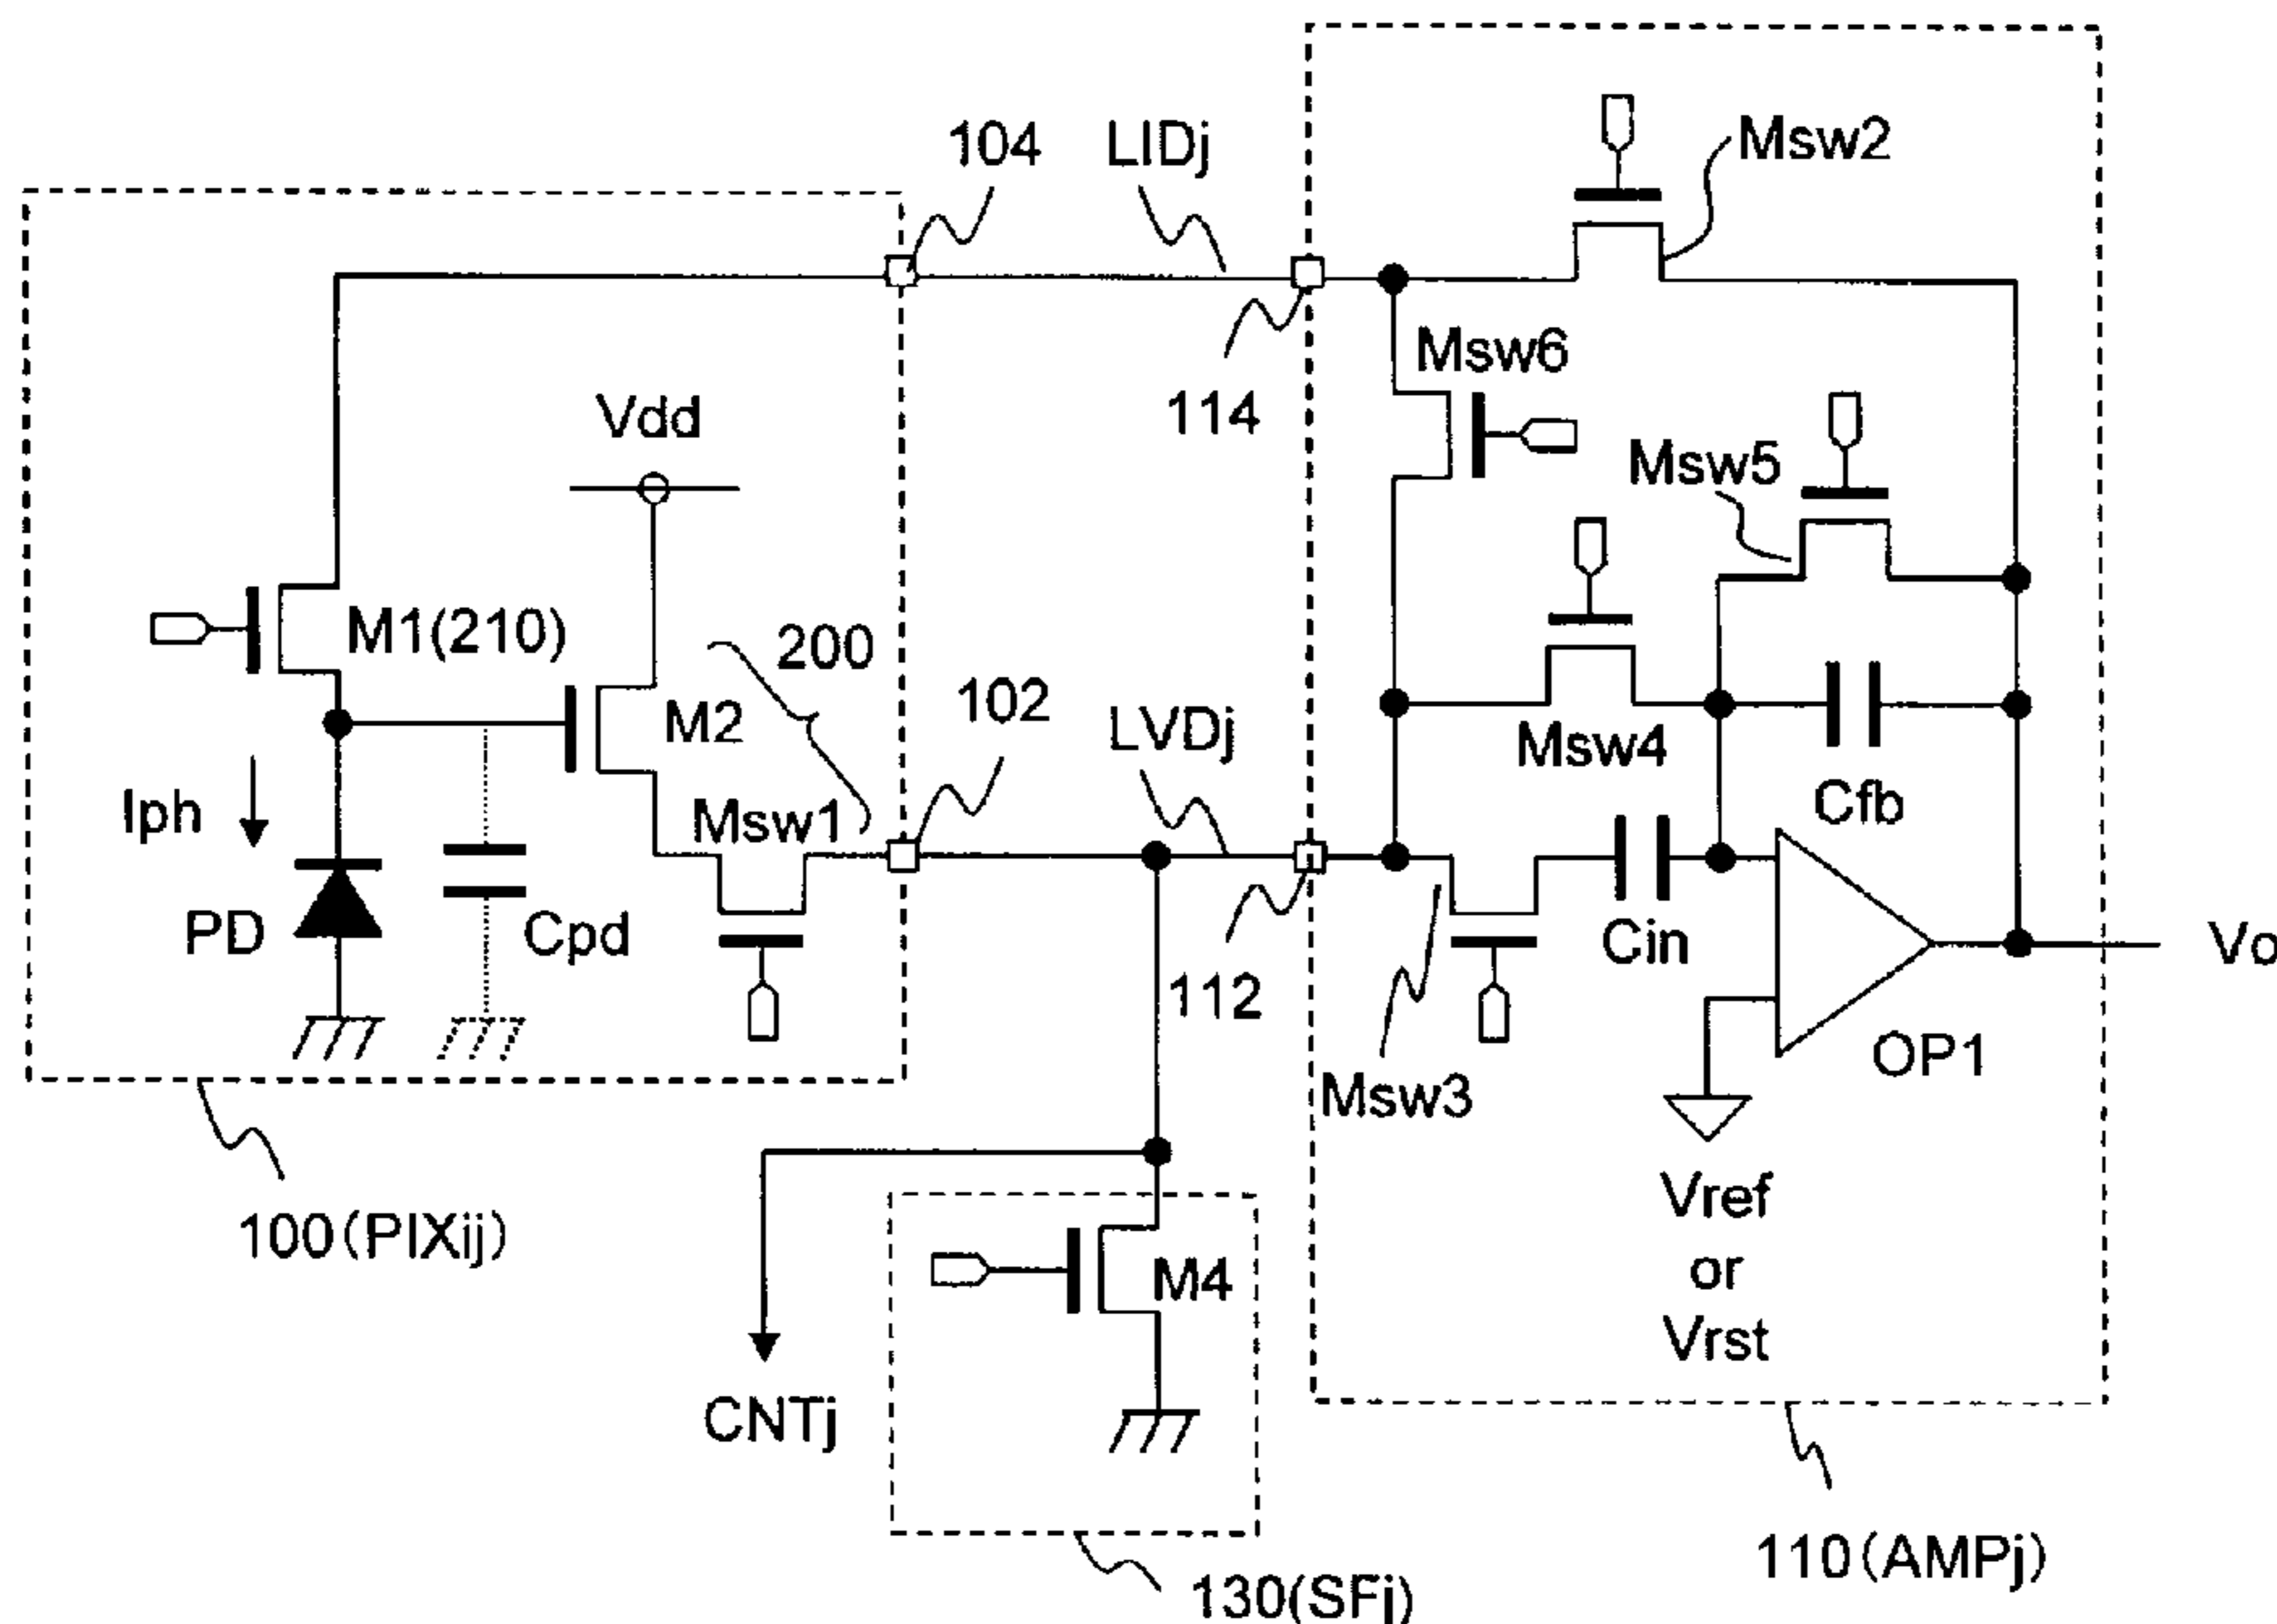 104
LIDj
Msw2
Msw6
114
Vdd
Msw5
M1(210)
200
102
M2
LVDj
Msw4
Iph
Msw1
Cfb
PD
Cpd
Cin
Vo
112
OP1
Msw3
Vref
or
Vrst
100(PIXij)
M4
CNTj
110(AMPj)
130(SFj)